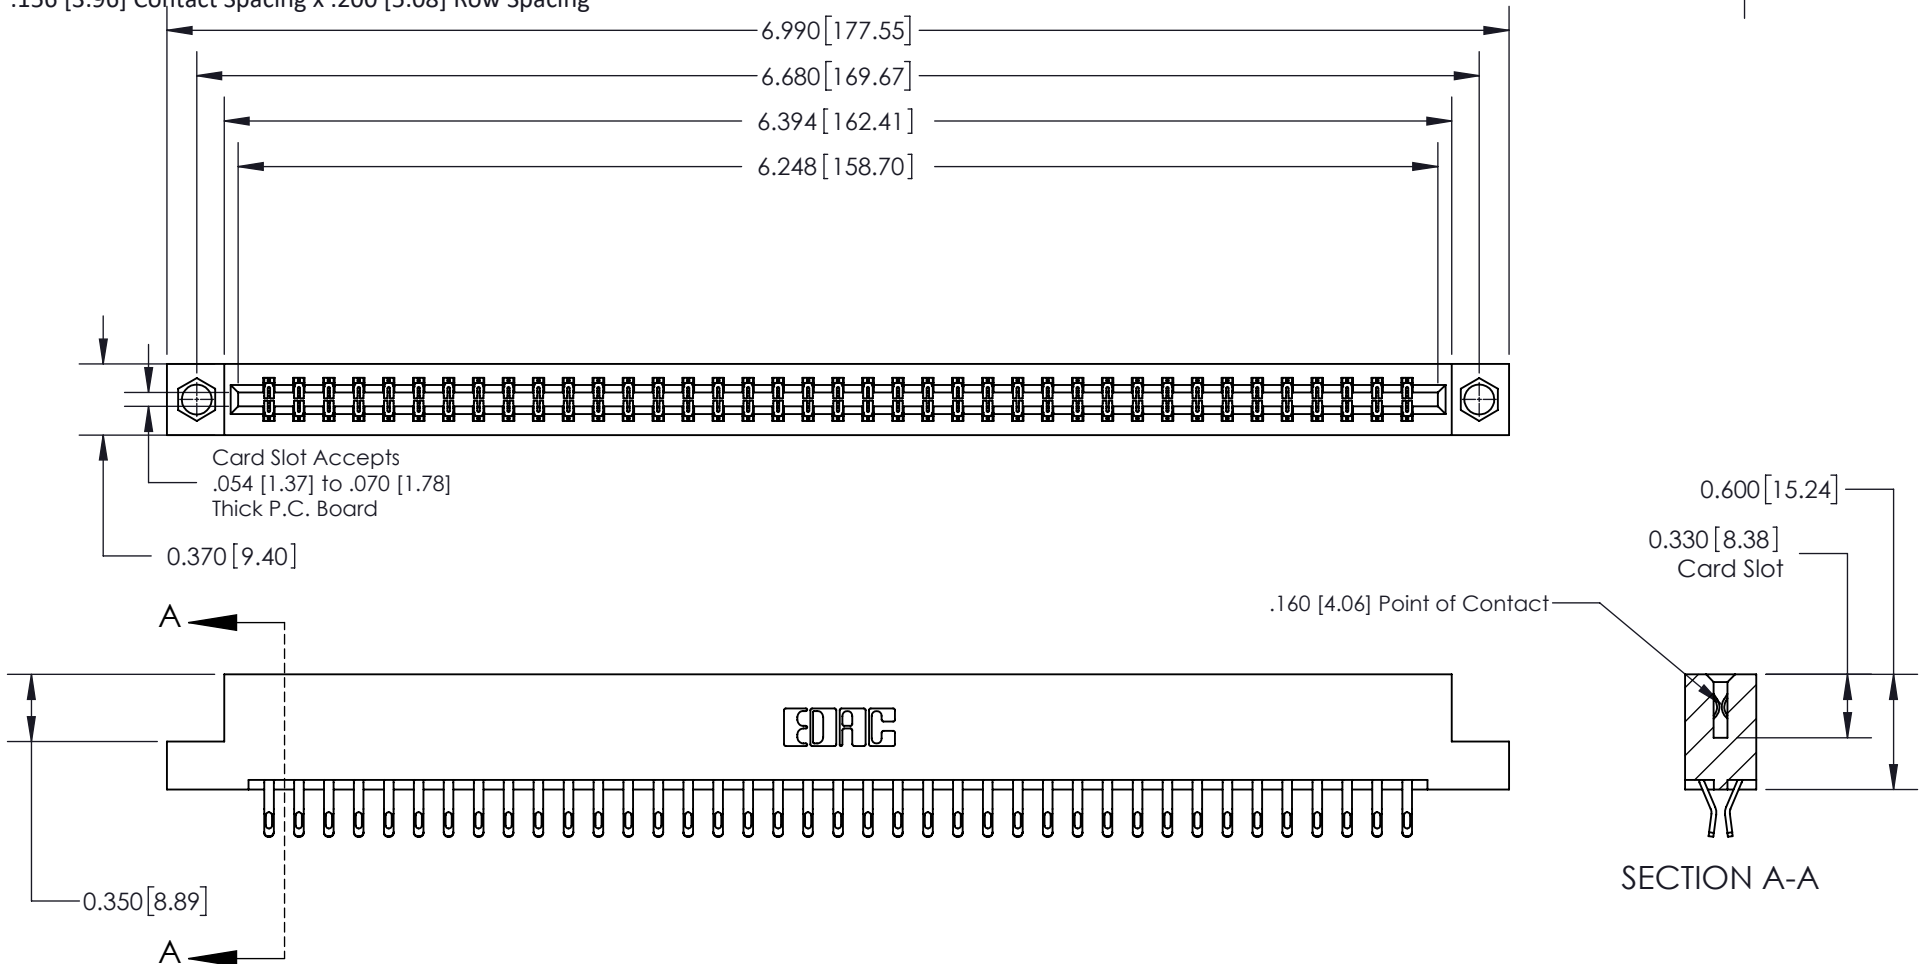 .156 [3.96] Contact Spacing x .200 [5.08] Row Spacing
6.990[177.55]
6.680[169.67]
6.394[162.41]
6.248[158.70]
Card Slot Accepts
.054 [1.37] to .070 [1.78]
Thick P.C. Board
0.370[9.40]
0.600[15.24]
0.330[8.38]
Card Slot
.160 [4.06] Point of Contact
A
EDAC
0.350[8.89]
SECTION A-A
A